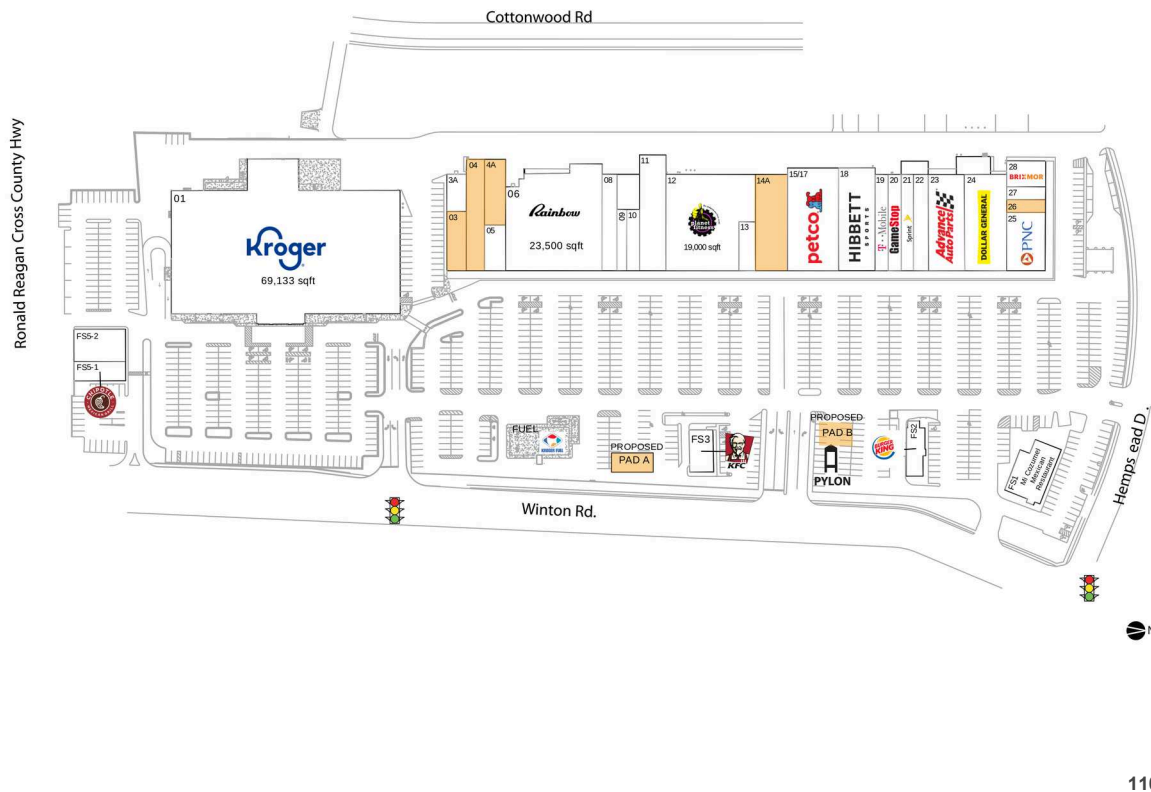 Cottonwood Rd
Ronald Reagan Cross County Hwy
01
Kroger
69,133 sqft
3A
03
04
4A
05
06
Rainbow
23,500 sqft
08
09
10
11
12
planet fitness
19,000 sqft
13
14A
15/17
petco
18
HIBBETT
SPORTS
19
T-Mobile
20
GameStop
21
Sprint
22
23
Advance
Auto Parts
24
DOLLAR GENERAL
28
BRIXMOR
27
26
25
PNC
FS5-2
FS5-1
CHIPOTLE
FUEL
KROGER FUEL
PROPOSED
PAD A
FS3
KFC
PROPOSED
PAD B
PYLON
BURGER
KING
FS2
FS1
Mi Cozumel
Mexican
Restaurant
Winton Rd.
Hemps ead D .
N
110